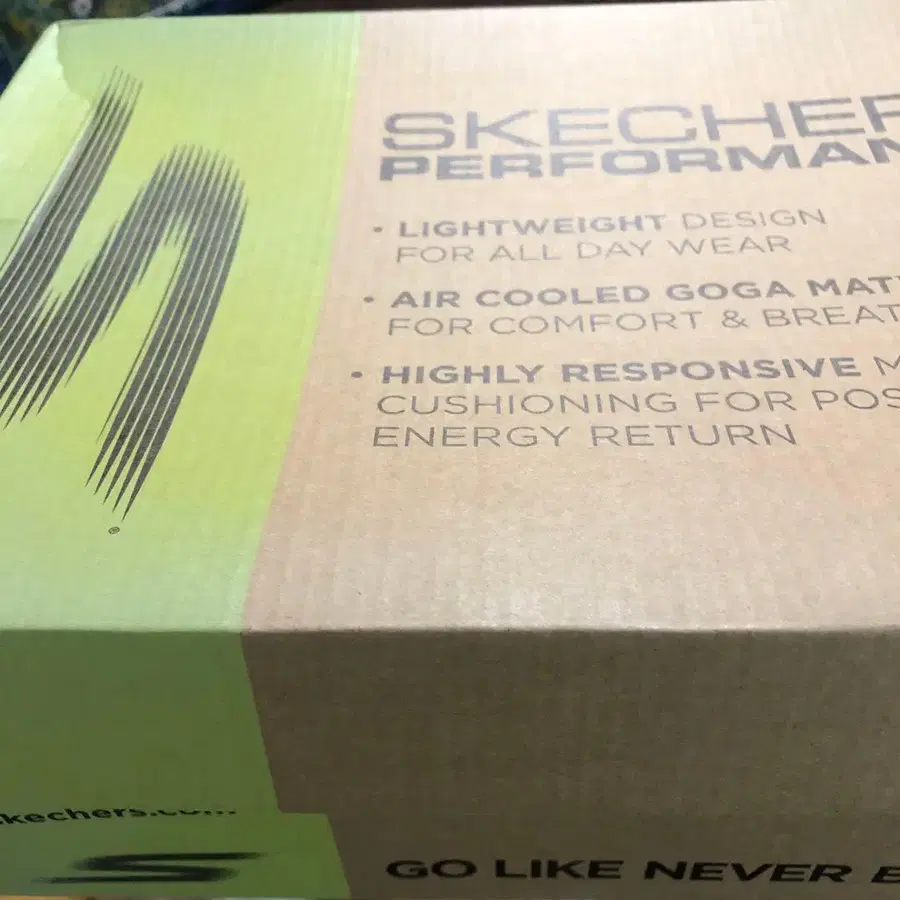 SKECHER
PERFORMAN
• LIGHTWEIGHT DESIGN
FOR ALL DAY WEAR
• AIR COOLED GOGA MAT
FOR COMFORT & BREAT
• HIGHLY RESPONSIVE M
CUSHIONING FOR POS
ENERGY RETURN
®
kechers.com
GO LIKE NEVER B